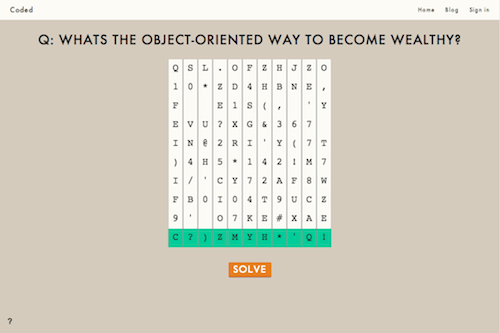 Coded
Home Blog Sign in
Q: WHATS THE OBJECT-ORIENTED WAY TO BECOME WEALTHY?
Q S L . O F Z H J Z O
1 0 * Z D 4 H B N E ,
F E 1 S ( , ' Y
E V U ? X G & 3 6 7
I N @ 2 R I ' Y ( 7 T
) 4 H 5 * 1 4 2 ! M 7
I / ' C Y 7 2 A F 8 W
F B 0 I 0 4 T 9 U C Z
9 ' O 7 K E # X A E
C ? ) Z M Y H * ' Q !
SOLVE
?